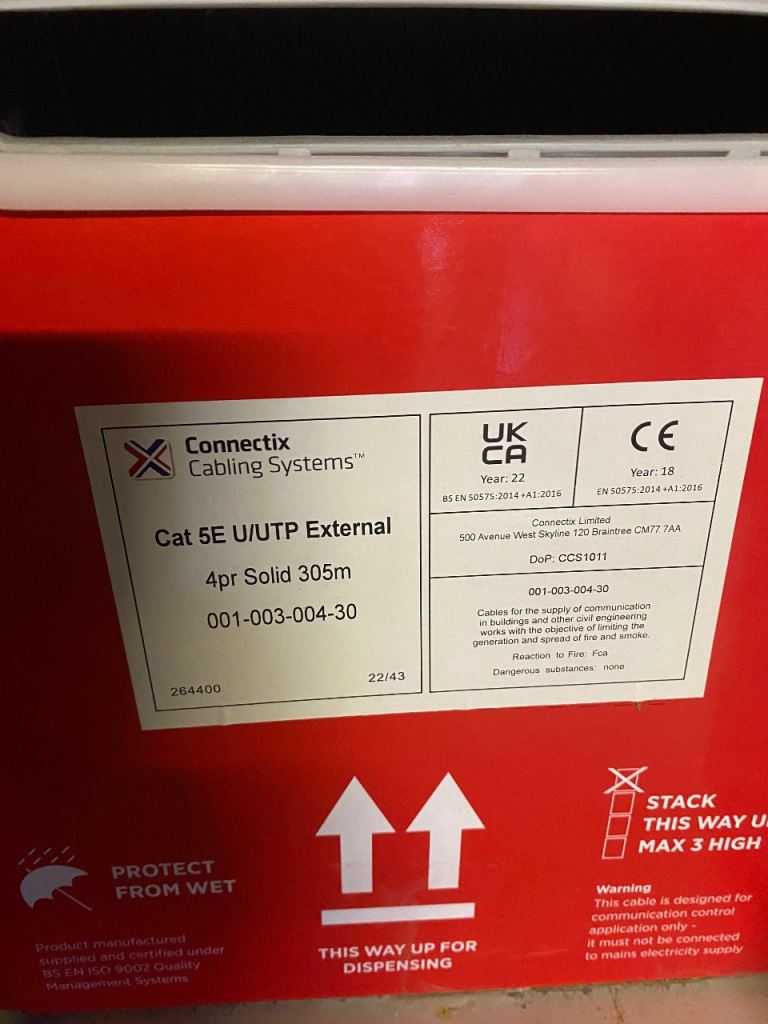 Connectix
Cabling Systems™
Cat 5E U/UTP External
4pr Solid 305m
001-003-004-30
264400
22/43
UK
CA
Year: 22
BS EN 50575:2014 +A1:2016
CE
Year: 18
EN 50575:2014 +A1:2016
Connectix Limited
500 Avenue West Skyline 120 Braintree CM77 7AA
DoP: CCS1011
001-003-004-30
Cables for the supply of communication
in buildings and other civil engineering
works with the objective of limiting the
generation and spread of fire and smoke.
Reaction to Fire: Fca
Dangerous substances: none
PROTECT
FROM WET
Product manufactured
supplied and certified under
BS EN ISO 9002 Quality
Management Systems
THIS WAY UP FOR
DISPENSING
STACK
THIS WAY U
MAX 3 HIGH
Warning
This cable is designed for
communication control
application only -
it must not be connected
to mains electricity supply